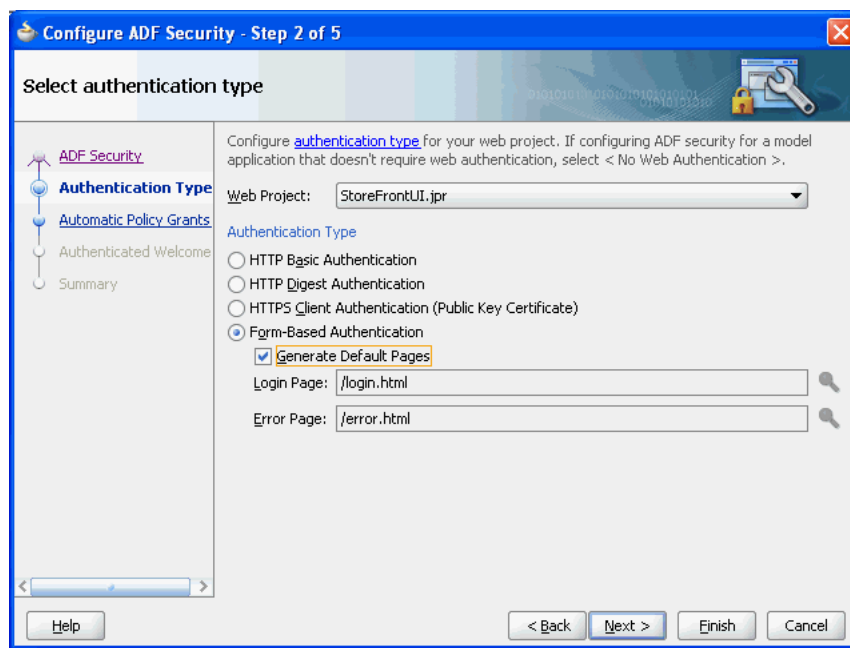 Configure ADF Security - Step 2 of 5
Select authentication type
ADF Security
Authentication Type
Automatic Policy Grants
Authenticated Welcome
Summary
Configure authentication type for your web project. If configuring ADF security for a model
application that doesn't require web authentication, select < No Web Authentication >.
Web Project: StoreFrontUI.jpr
Authentication Type
HTTP Basic Authentication
HTTP Digest Authentication
HTTPS Client Authentication (Public Key Certificate)
Form-Based Authentication
Generate Default Pages
Login Page: /login.html
Error Page: /error.html
Help
< Back
Next >
Finish
Cancel